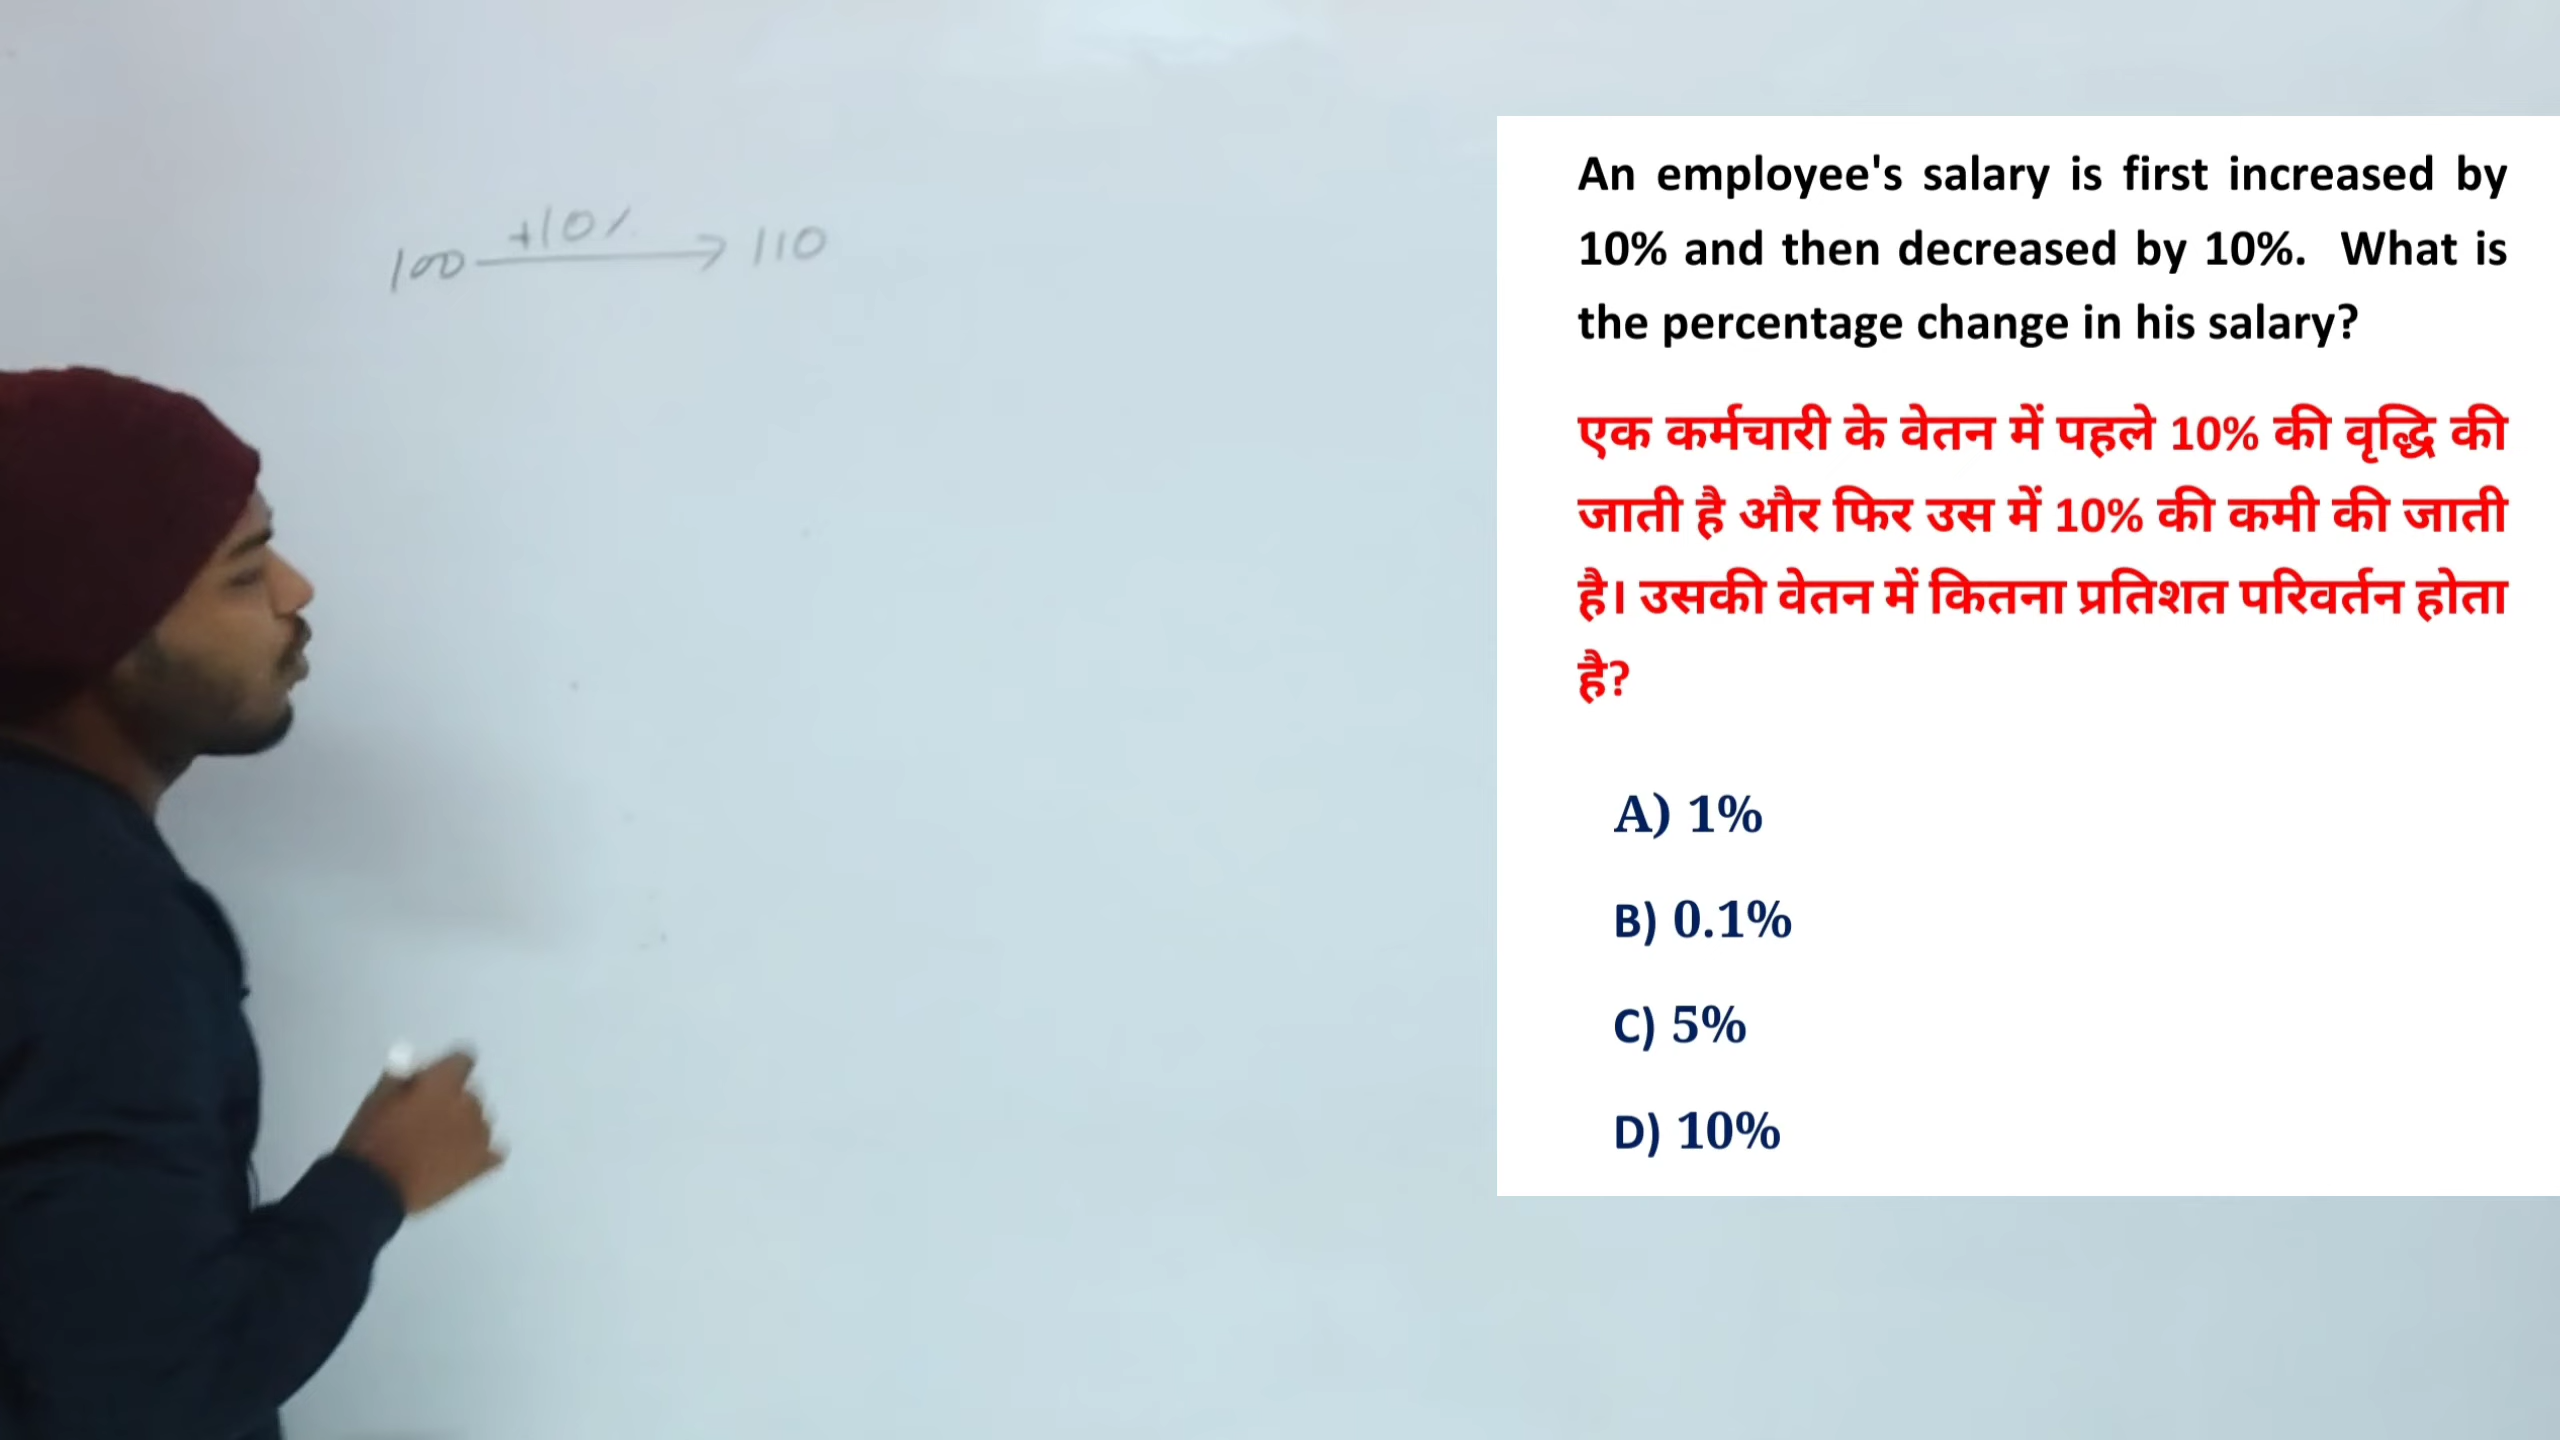 100 +10% → 110
An employee's salary is first increased by
10% and then decreased by 10%. What is
the percentage change in his salary?
एक कर्मचारी के वेतन में पहले 10% की वृद्धि की
जाती है और फिर उस में 10% की कमी की जाती
है। उसकी वेतन में कितना प्रतिशत परिवर्तन होता
है?
A) 1%
B) 0.1%
C) 5%
D) 10%